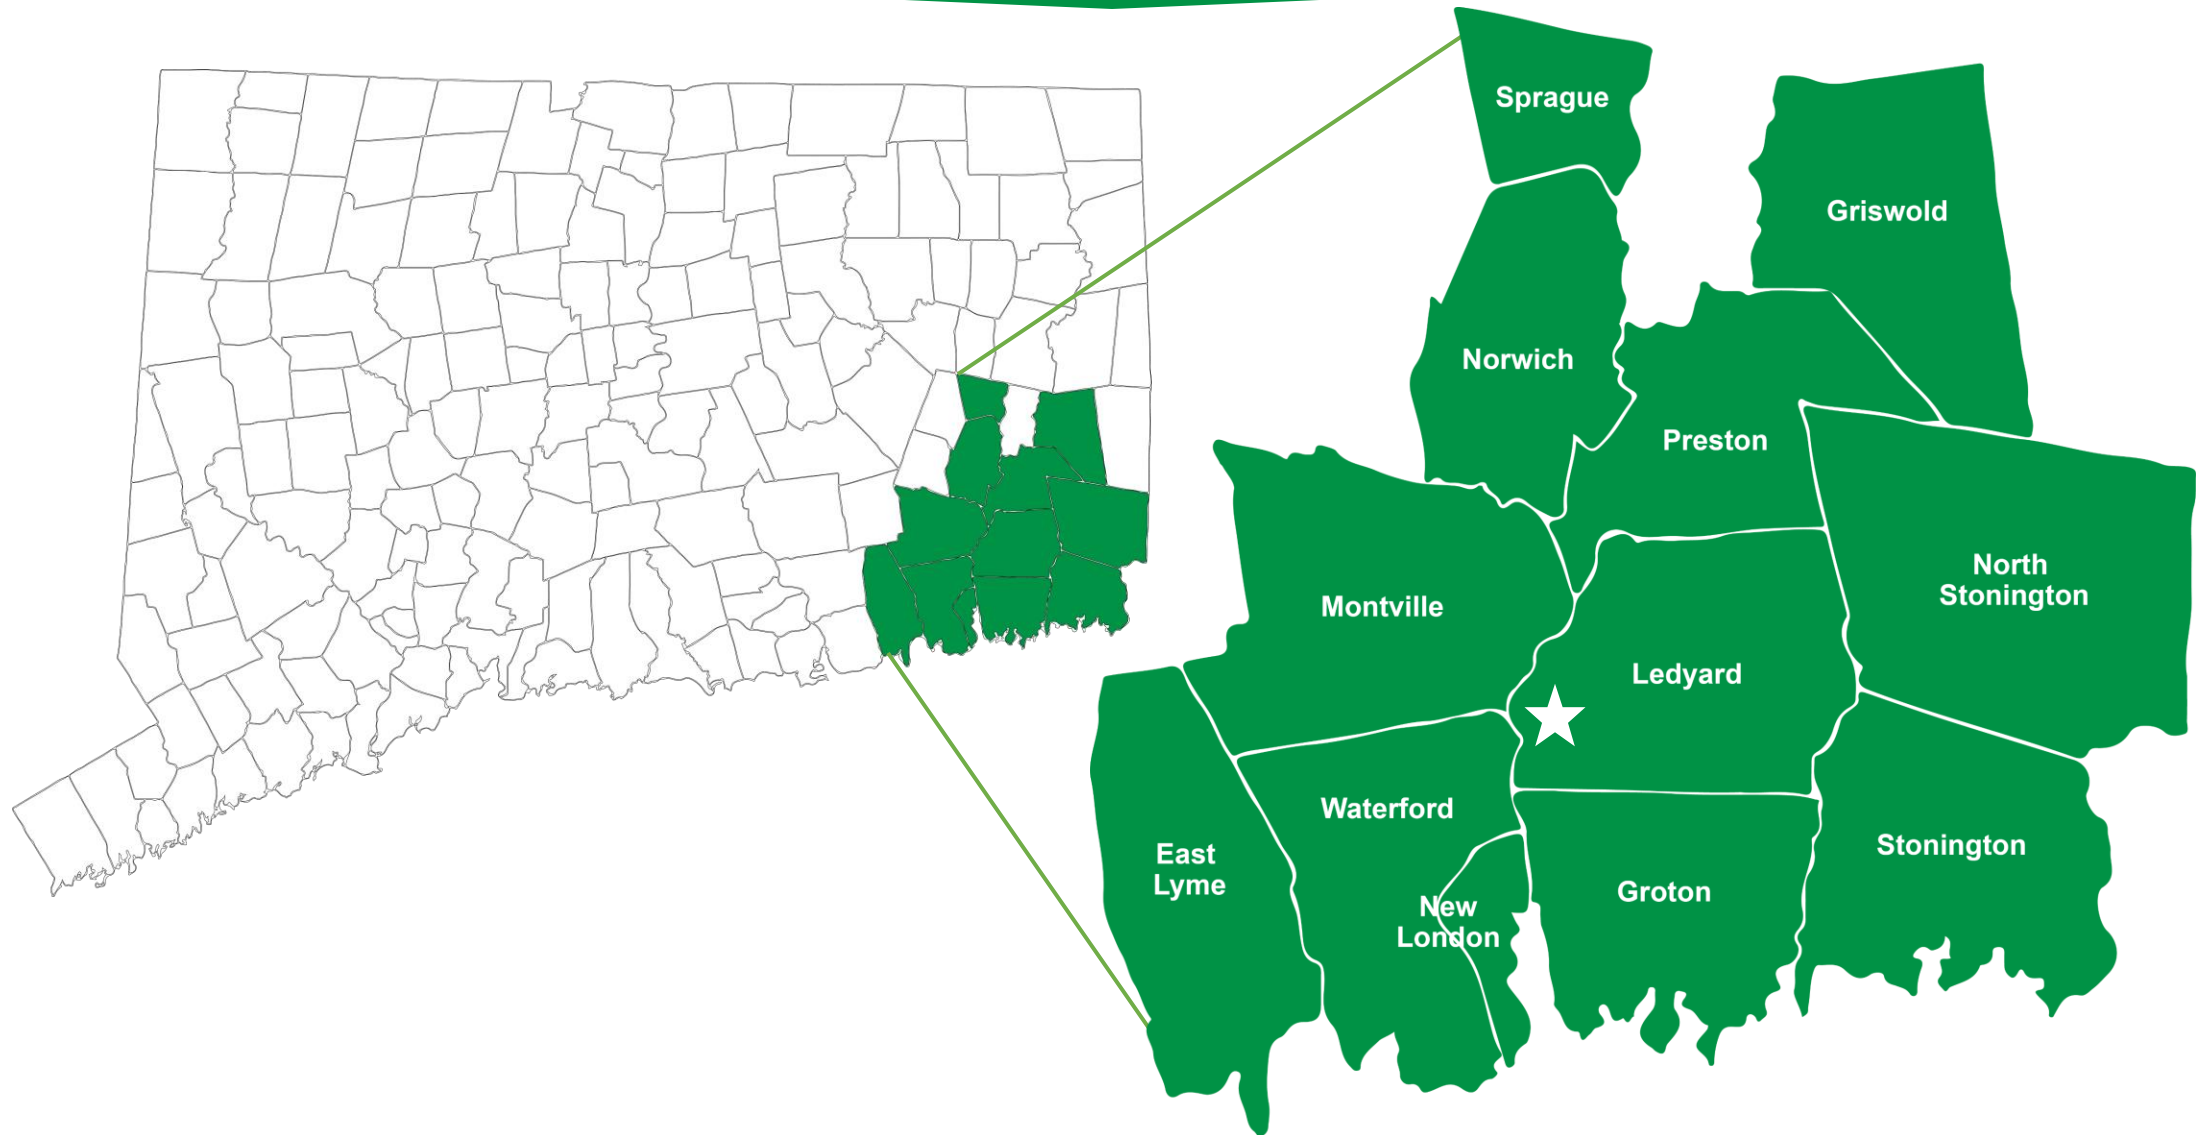 Sprague
Griswold
Norwich
Preston
North
Stonington
Montville
Ledyard
Waterford
Stonington
East
Lyme
Groton
New
London